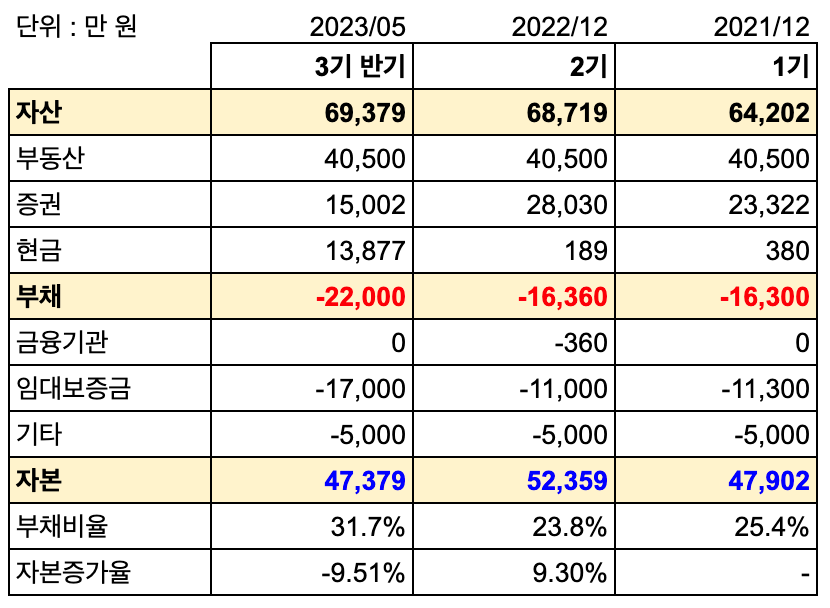 단위 : 만 원 2023/05 2022/12 2021/12
3기 반기 2기 1기
자산 69,379 68,719 64,202
부동산 40,500 40,500 40,500
증권 15,002 28,030 23,322
현금 13,877 189 380
부채 -22,000 -16,360 -16,300
금융기관 0 -360 0
임대보증금 -17,000 -11,000 -11,300
기타 -5,000 -5,000 -5,000
자본 47,379 52,359 47,902
부채비율 31.7% 23.8% 25.4%
자본증가율 -9.51% 9.30% -